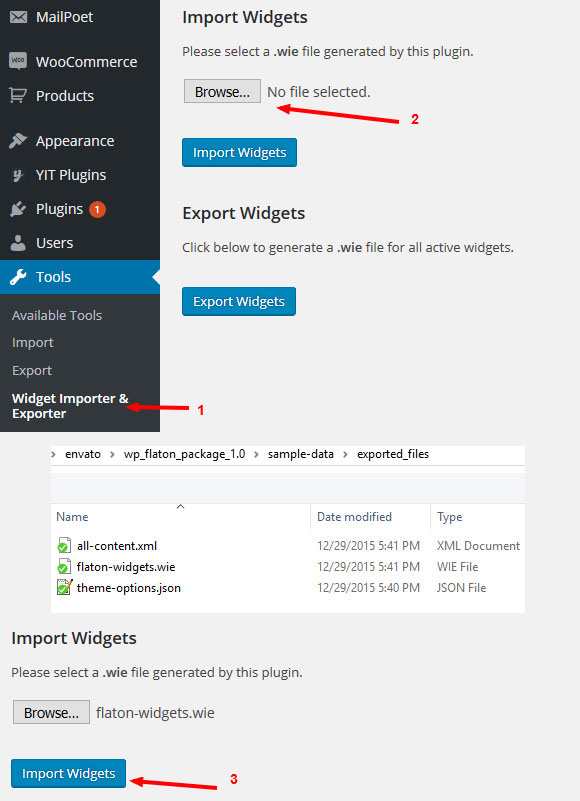 MailPoet
WOO
WooCommerce
Products
Appearance
YIT Plugins
Plugins 1
Users
Tools
Available Tools
Import
Export
Widget Importer &
Exporter
1
Import Widgets
Please select a .wie file generated by this plugin.
Browse... No file selected.
2
Import Widgets
Export Widgets
Click below to generate a .wie file for all active widgets.
Export Widgets
envato > wp_flaton_package_1.0 > sample-data > exported_files
Name Date modified Type
all-content.xml 12/29/2015 5:41 PM XML Document
flaton-widgets.wie 12/29/2015 5:41 PM WIE File
theme-options.json 12/29/2015 5:40 PM JSON File
Import Widgets
Please select a .wie file generated by this plugin.
Browse... flaton-widgets.wie
Import Widgets
3